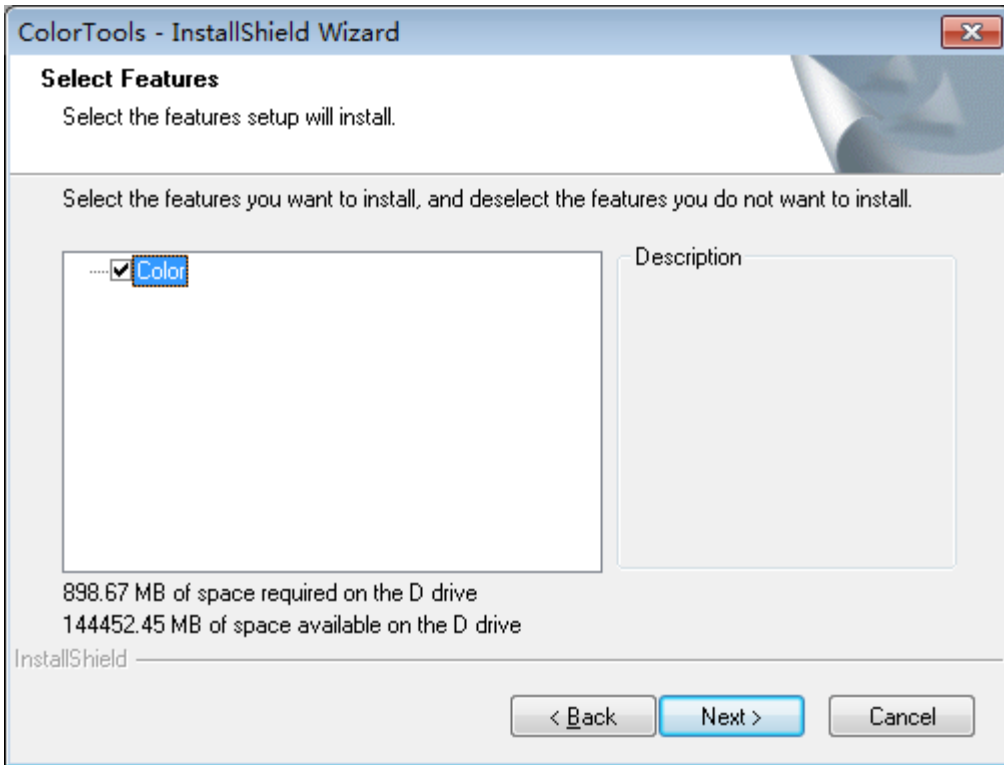 ColorTools - InstallShield Wizard
Select Features
Select the features setup will install.
Select the features you want to install, and deselect the features you do not want to install.
Color
Description
898.67 MB of space required on the D drive
144452.45 MB of space available on the D drive
InstallShield
< Back
Next >
Cancel